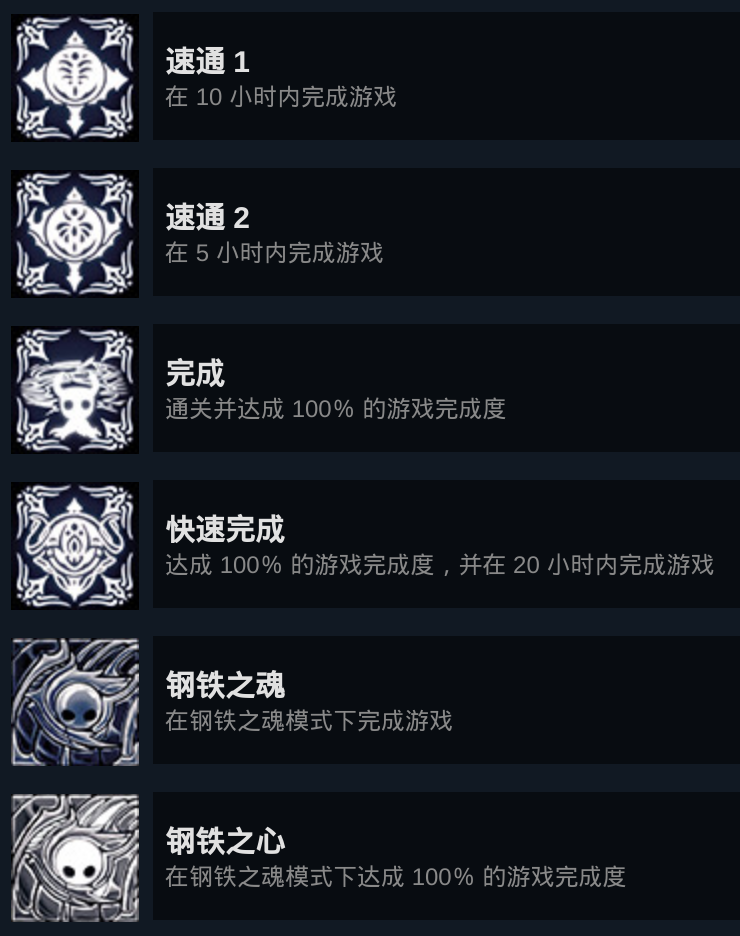 速通 1
在 10 小时内完成游戏
速通 2
在 5 小时内完成游戏
完成
通关并达成 100% 的游戏完成度
快速完成
达成 100% 的游戏完成度，并在 20 小时内完成游戏
钢铁之魂
在钢铁之魂模式下完成游戏
钢铁之心
在钢铁之魂模式下达成 100% 的游戏完成度